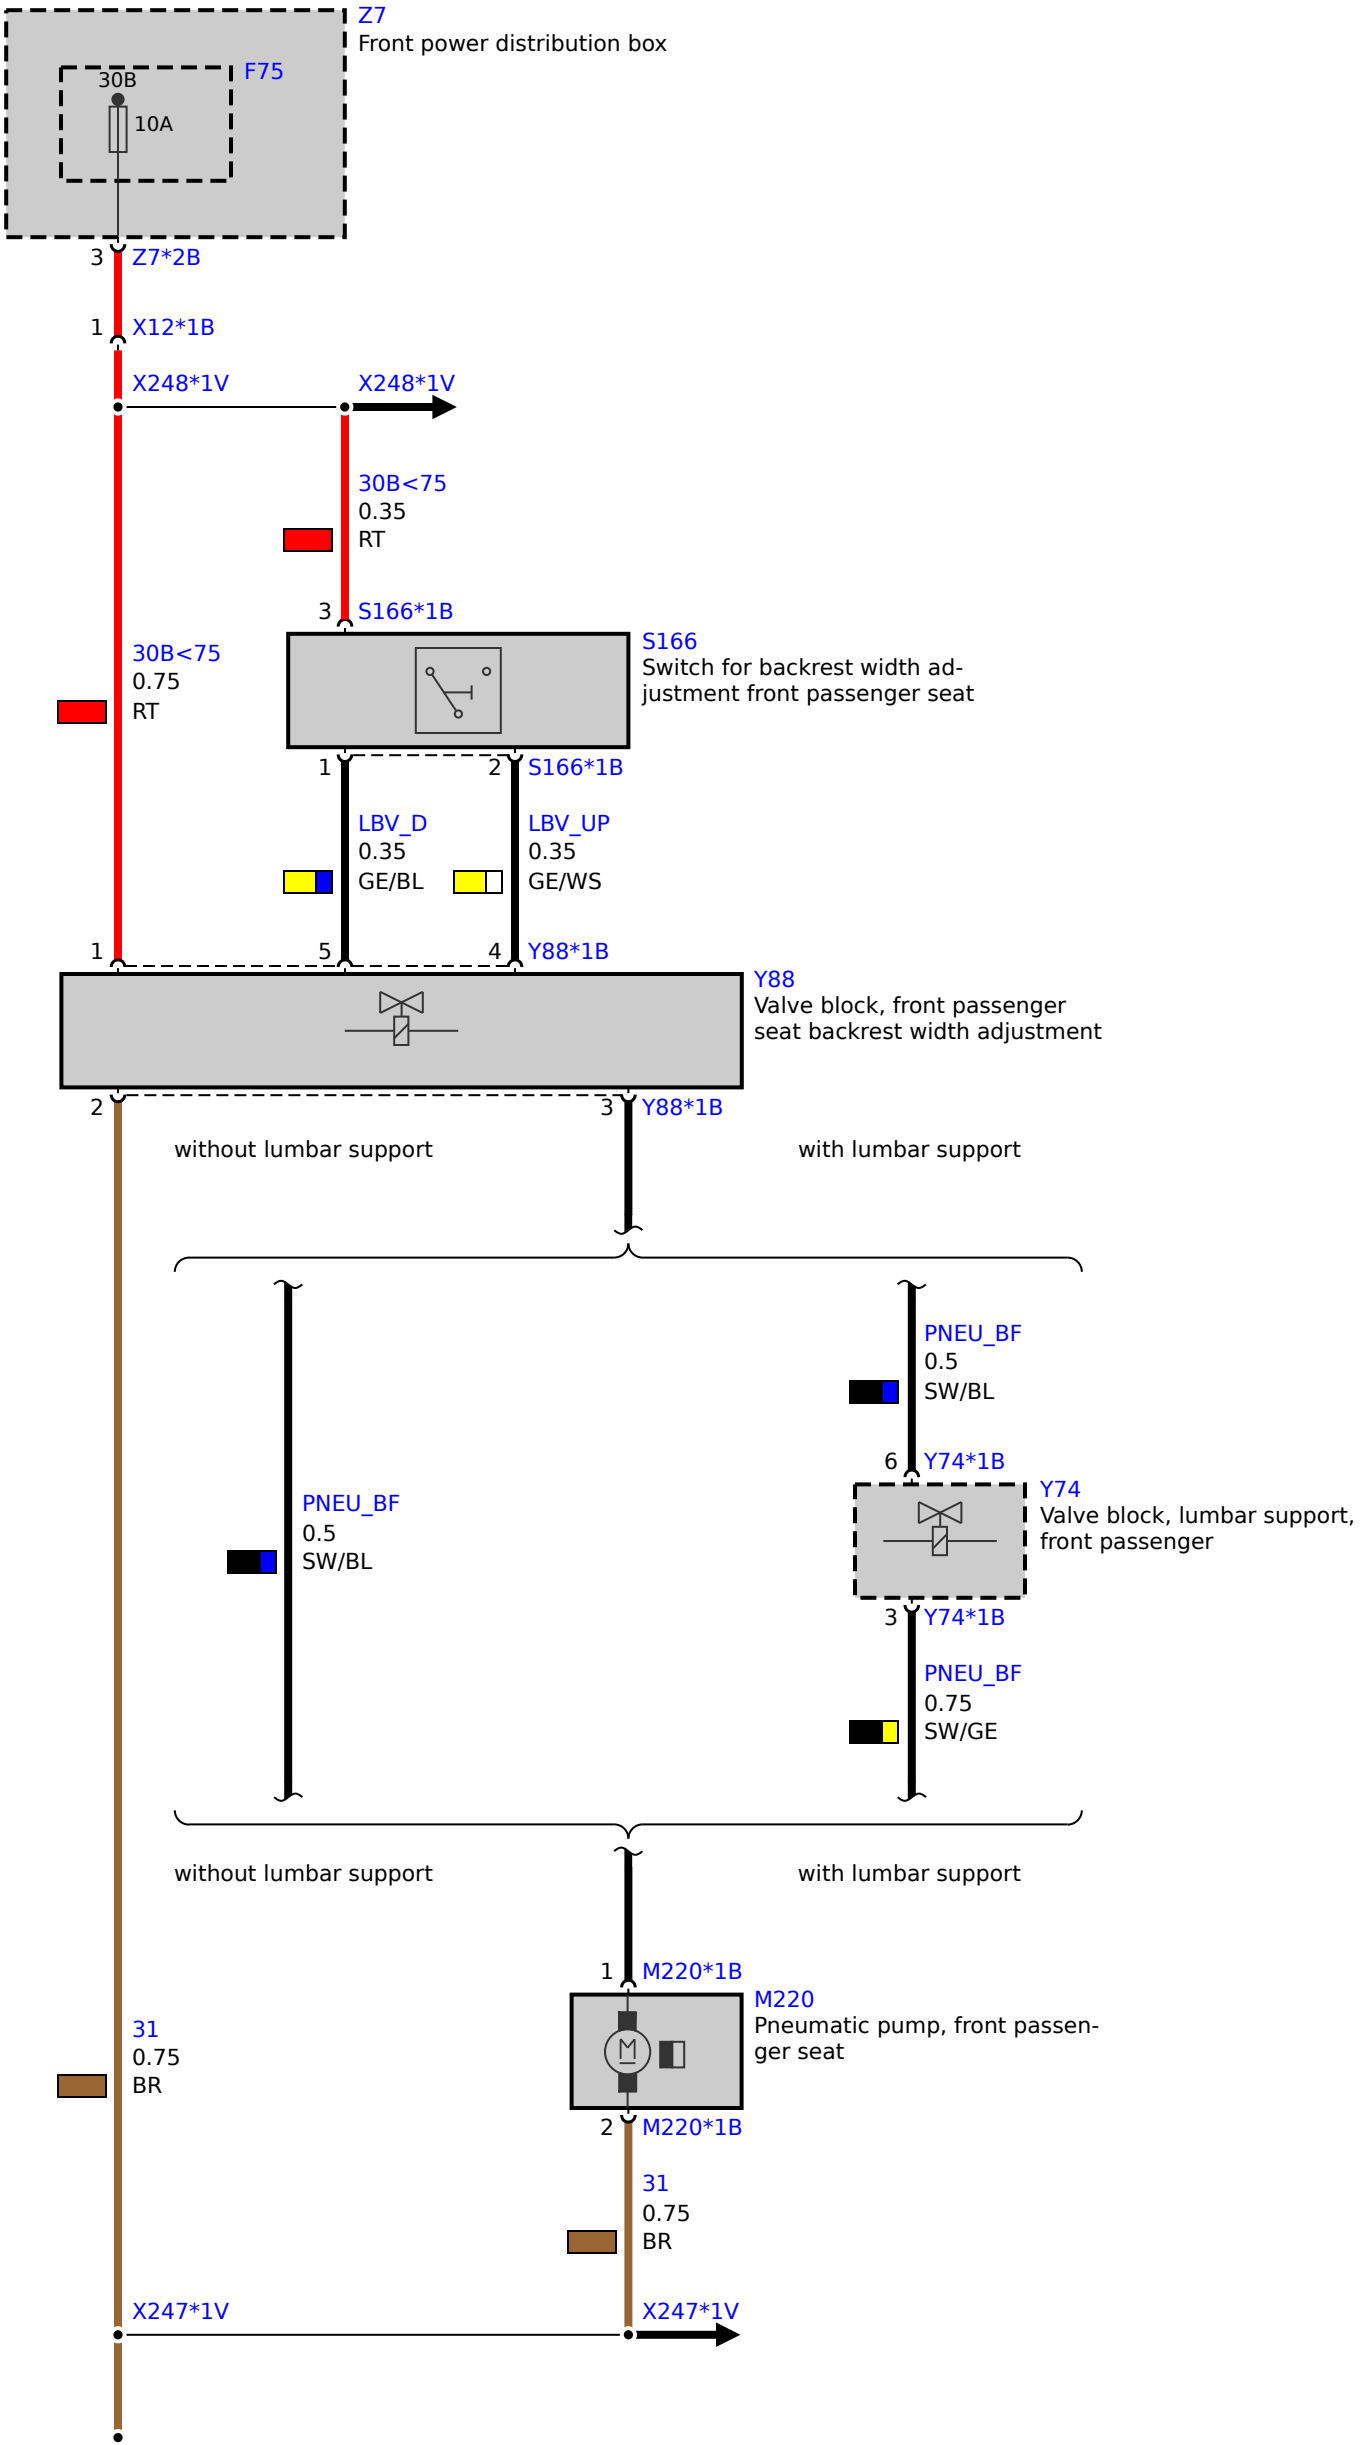 Z7
Front power distribution box
F75
30B
10A
3 Z7*2B
1 X12*1B
X248*1V X248*1V
30B<75
0.35
RT
3 S166*1B
S166
Switch for backrest width ad-
justment front passenger seat
30B<75
0.75
RT
1 2 S166*1B
LBV_D LBV_UP
0.35 0.35
GE/BL GE/WS
1 5 4 Y88*1B
Y88
Valve block, front passenger
seat backrest width adjustment
2 3 Y88*1B
without lumbar support with lumbar support
PNEU_BF
0.5
SW/BL
6 Y74*1B
Y74
Valve block, lumbar support,
front passenger
PNEU_BF
0.5
SW/BL
3 Y74*1B
PNEU_BF
0.75
SW/GE
without lumbar support with lumbar support
1 M220*1B
M220
Pneumatic pump, front passen-
ger seat
M
31
0.75
BR
2 M220*1B
31
0.75
BR
X247*1V X247*1V